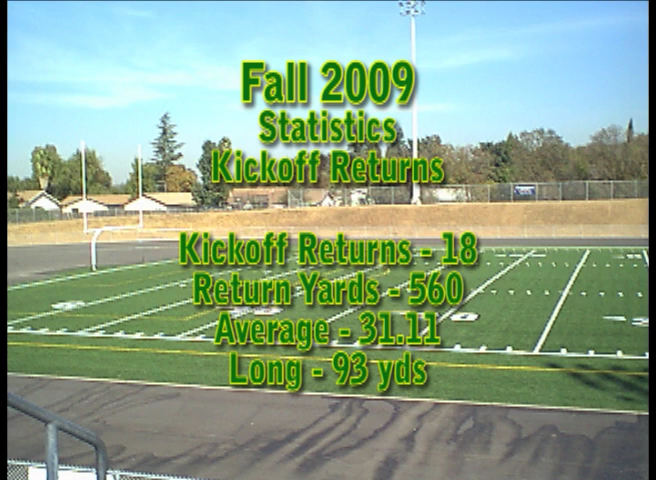 Fall 2009
Statistics
Kickoff Returns
Kickoff Returns - 18
Return Yards - 560
Average - 31.11
Long - 93 yds